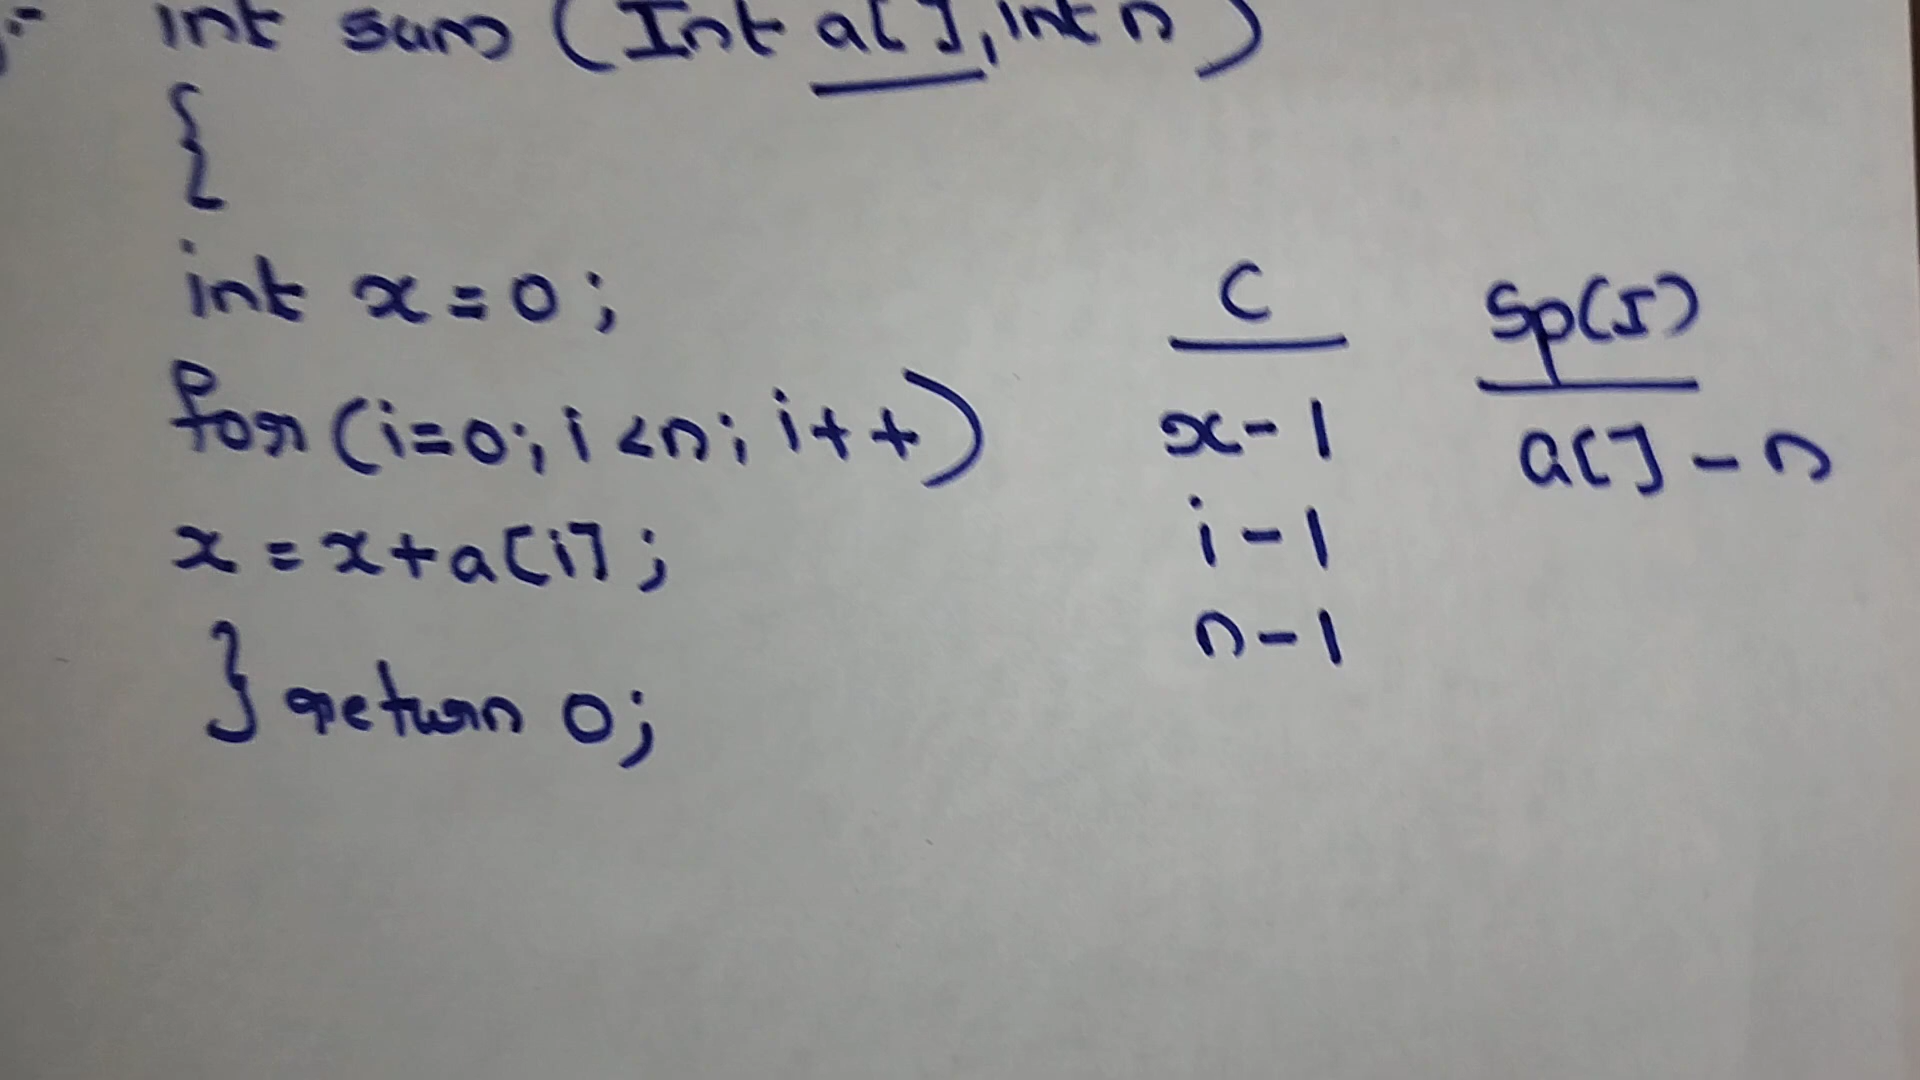 int sum (Int a[], int n)
{
int x = 0;
for (i=0; i<n; i++)
x = x+a[i];
} return 0;
C
x - 1
i - 1
n - 1
Sp(I)
a[] - n